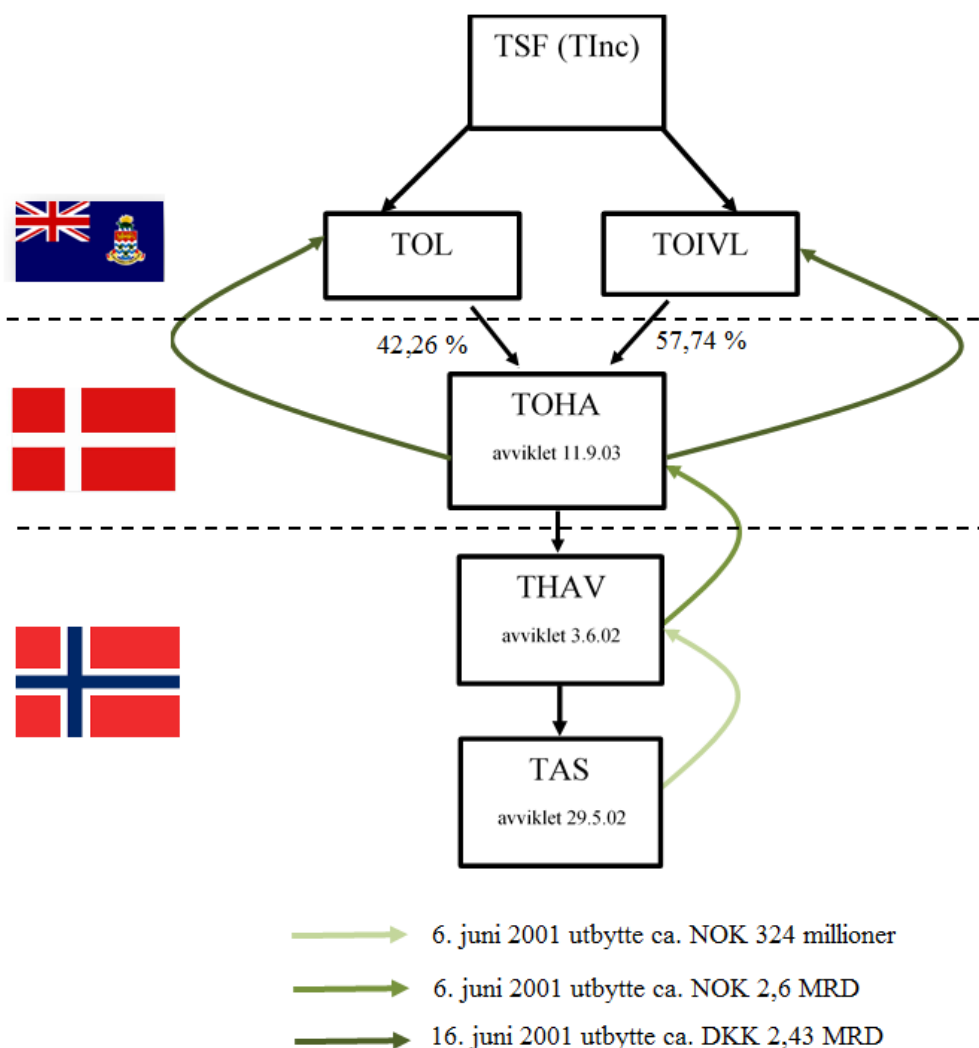 TSF (TInc)
TOL
TOIVL
42,26 %
57,74 %
TOHA
avviklet 11.9.03
THAV
avviklet 3.6.02
TAS
avviklet 29.5.02
6. juni 2001 utbytte ca. NOK 324 millioner
6. juni 2001 utbytte ca. NOK 2,6 MRD
16. juni 2001 utbytte ca. DKK 2,43 MRD